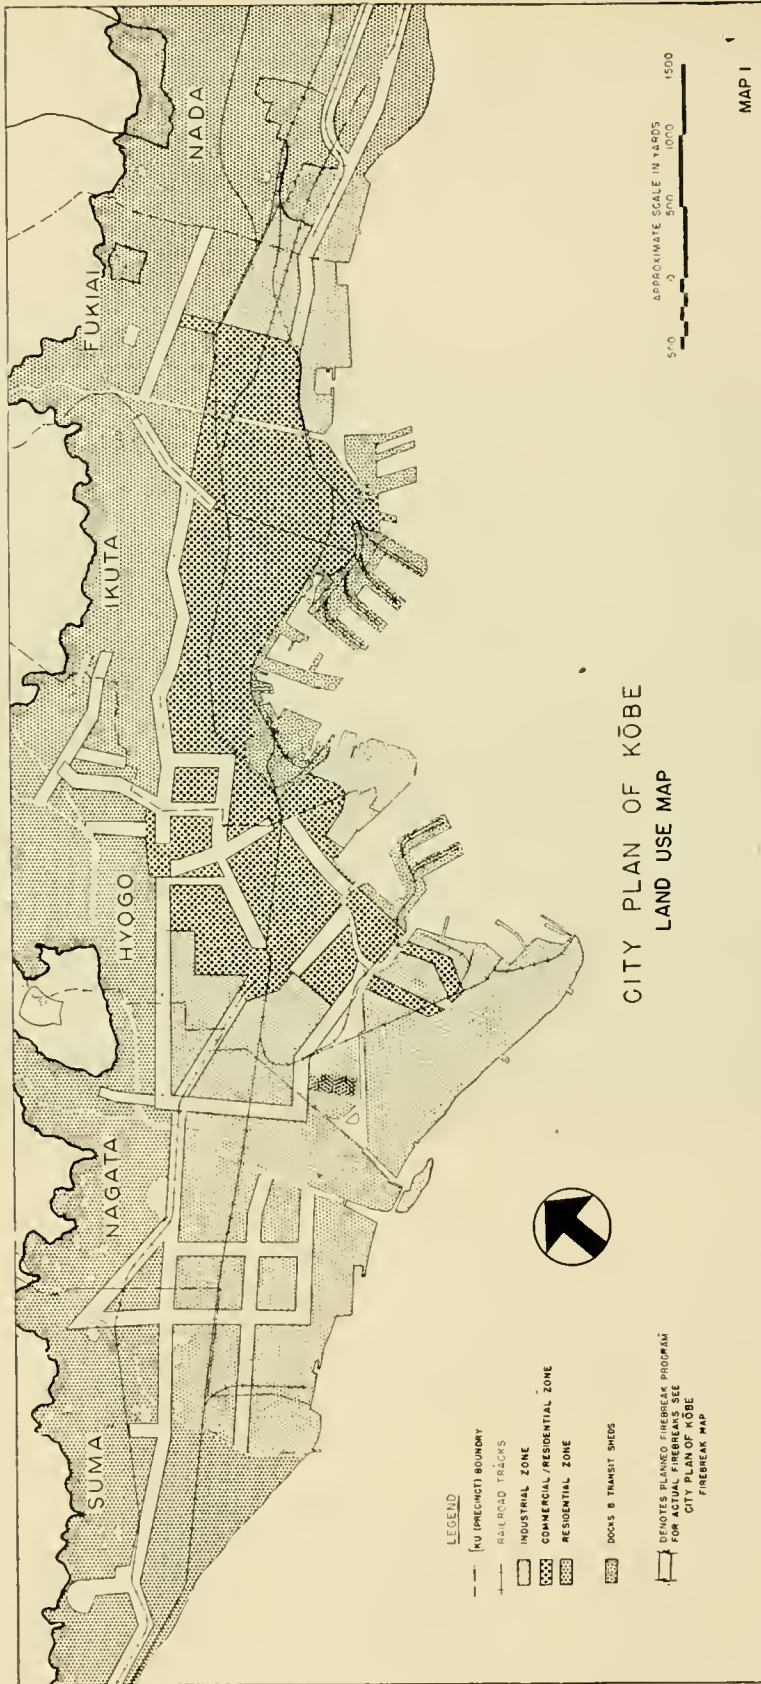 SUMA
NAGATA
HYOGO
IKUTA
FUKIAI
NADA
CITY PLAN OF KŌBE
LAND USE MAP
LEGEND
KU (PRECINCT) BOUNDRY
RAILROAD TRACKS
INDUSTRIAL ZONE
COMMERCIAL/RESIDENTIAL ZONE
RESIDENTIAL ZONE
DOCKS & TRANSIT SHEDS
DENOTES PLANNED FIREBREAK PROGRAM
FOR ACTUAL FIREBREAKS SEE
CITY PLAN OF KŌBE
FIREBREAK MAP
APPROXIMATE SCALE IN YARDS
500 0 500 1000 1500
MAP I